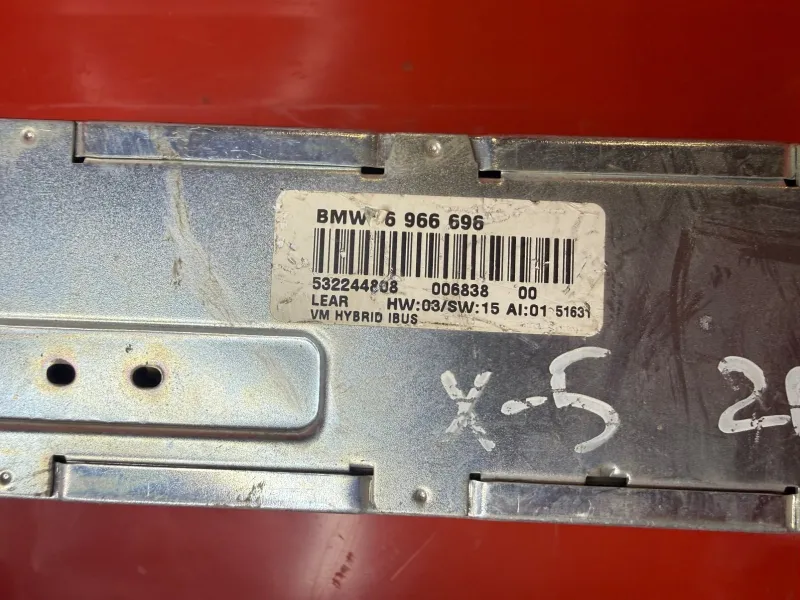 BMW 6 966 696
532244808 006838 00
LEAR HW:03/SW:15 AI:01 51631
VM HYBRID IBUS
X-5